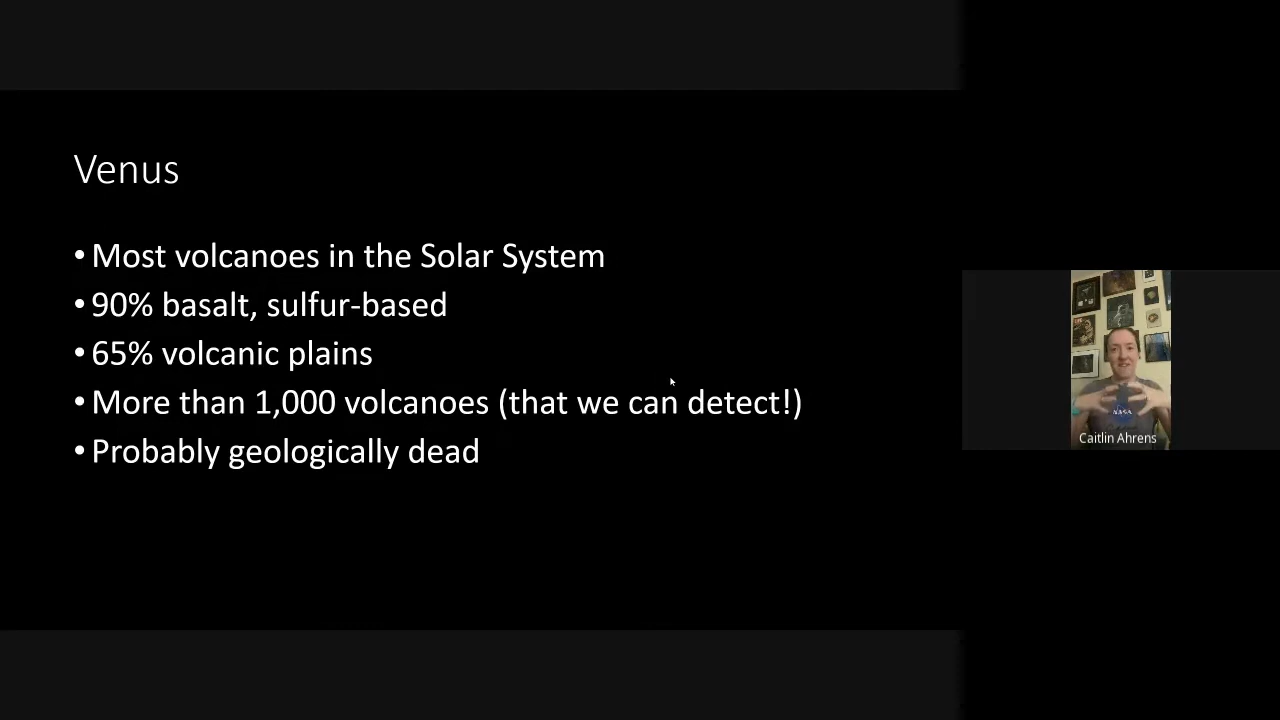 Venus
• Most volcanoes in the Solar System
• 90% basalt, sulfur-based
• 65% volcanic plains
• More than 1,000 volcanoes (that we can detect!)
• Probably geologically dead
NASA
Caitlin Ahrens